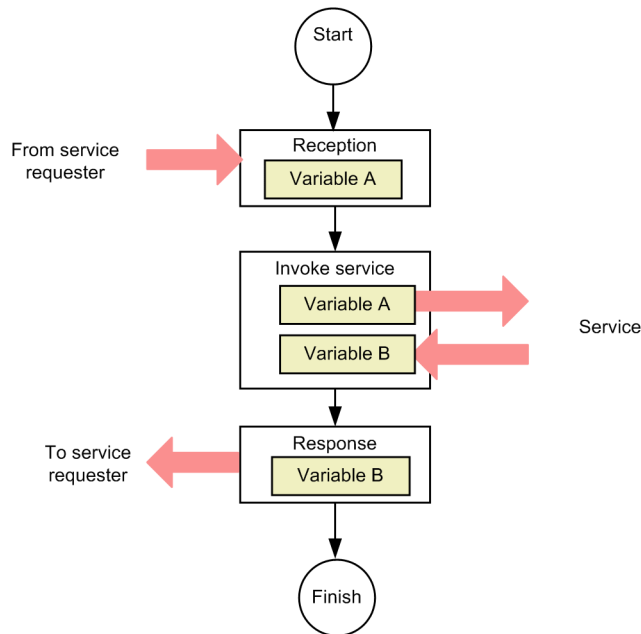 Start
Reception
From service
requester
Variable A
Invoke service
Variable A
Service
Variable B
Response
To service
requester
Variable B
Finish